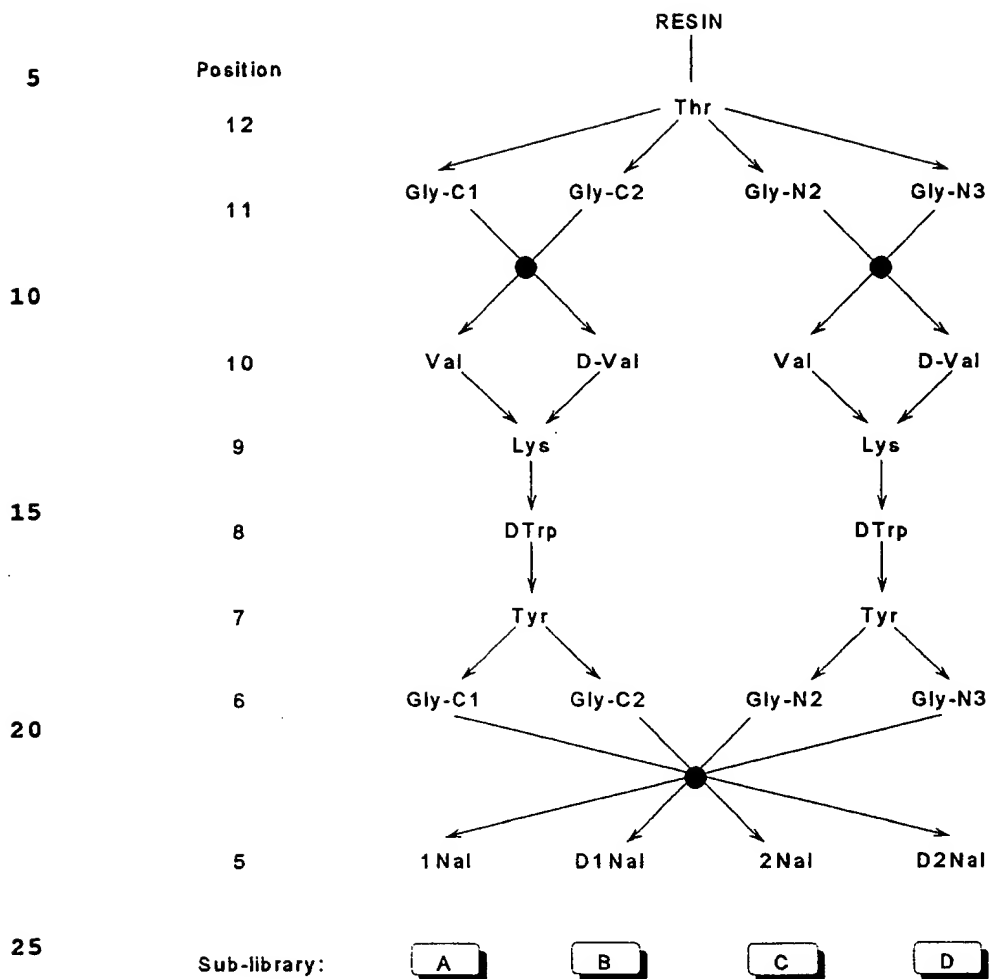 RESIN
5 Position
Thr
12
Gly-C1 Gly-C2 Gly-N2 Gly-N3
11
10
10 Val D-Val Val D-Val
9 Lys Lys
15
8 DTrp DTrp
7 Tyr Tyr
6 Gly-C1 Gly-C2 Gly-N2 Gly-N3
20
5 1Nal D1Nal 2Nal D2Nal
25 Sub-library: A B C D